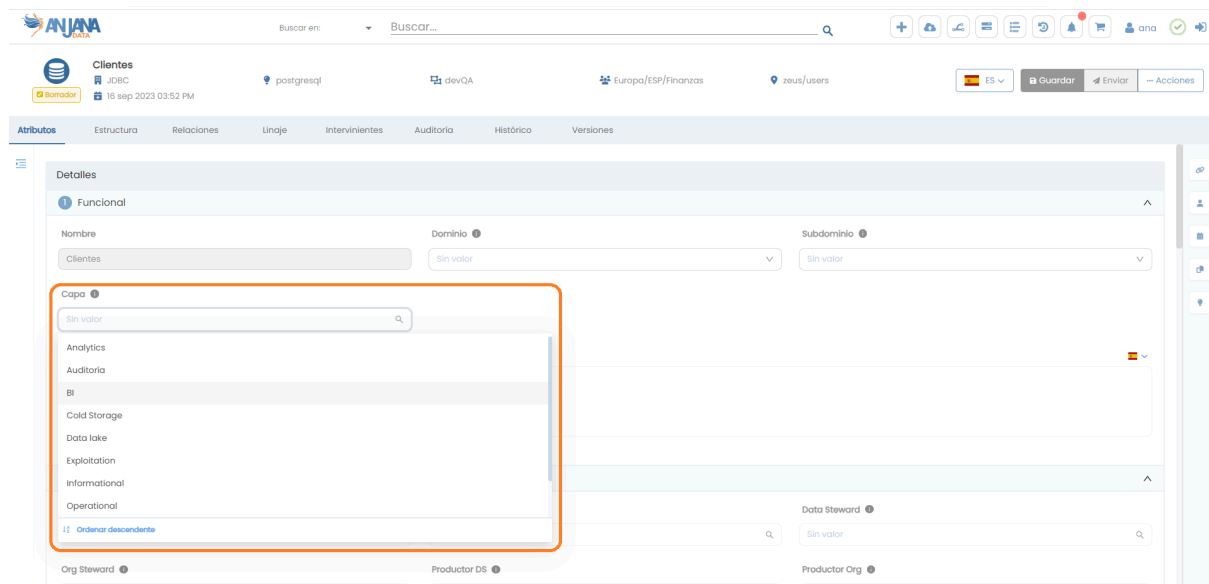 ANJANA
DATA
Buscar en:
Buscar...
ana
Clientes
JDBC
postgresql
devQA
Europa/ESP/Finanzas
zeus/users
ES
Guardar
Enviar
Acciones
Borrador
16 sep 2023 03:52 PM
Atributos
Estructura
Relaciones
Linaje
Intervinientes
Auditoría
Histórico
Versiones
Detalles
1 Funcional
Nombre
Dominio
Subdominio
Clientes
Sin valor
Sin valor
Capa
Sin valor
Analytics
Auditoría
BI
Cold Storage
Data lake
Exploitation
Informational
Operational
Ordenar descendente
Data Steward
Sin valor
Org Steward
Productor DS
Productor Org